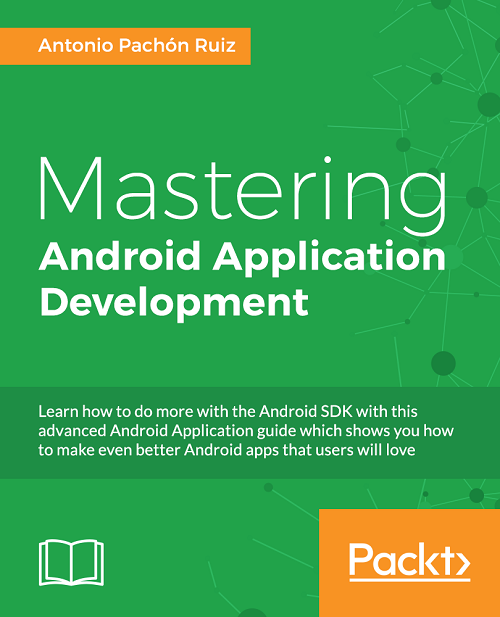 Antonio Pachón Ruiz
Mastering
Android Application
Development
Learn how to do more with the Android SDK with this
advanced Android Application guide which shows you how
to make even better Android apps that users will love
Packt>